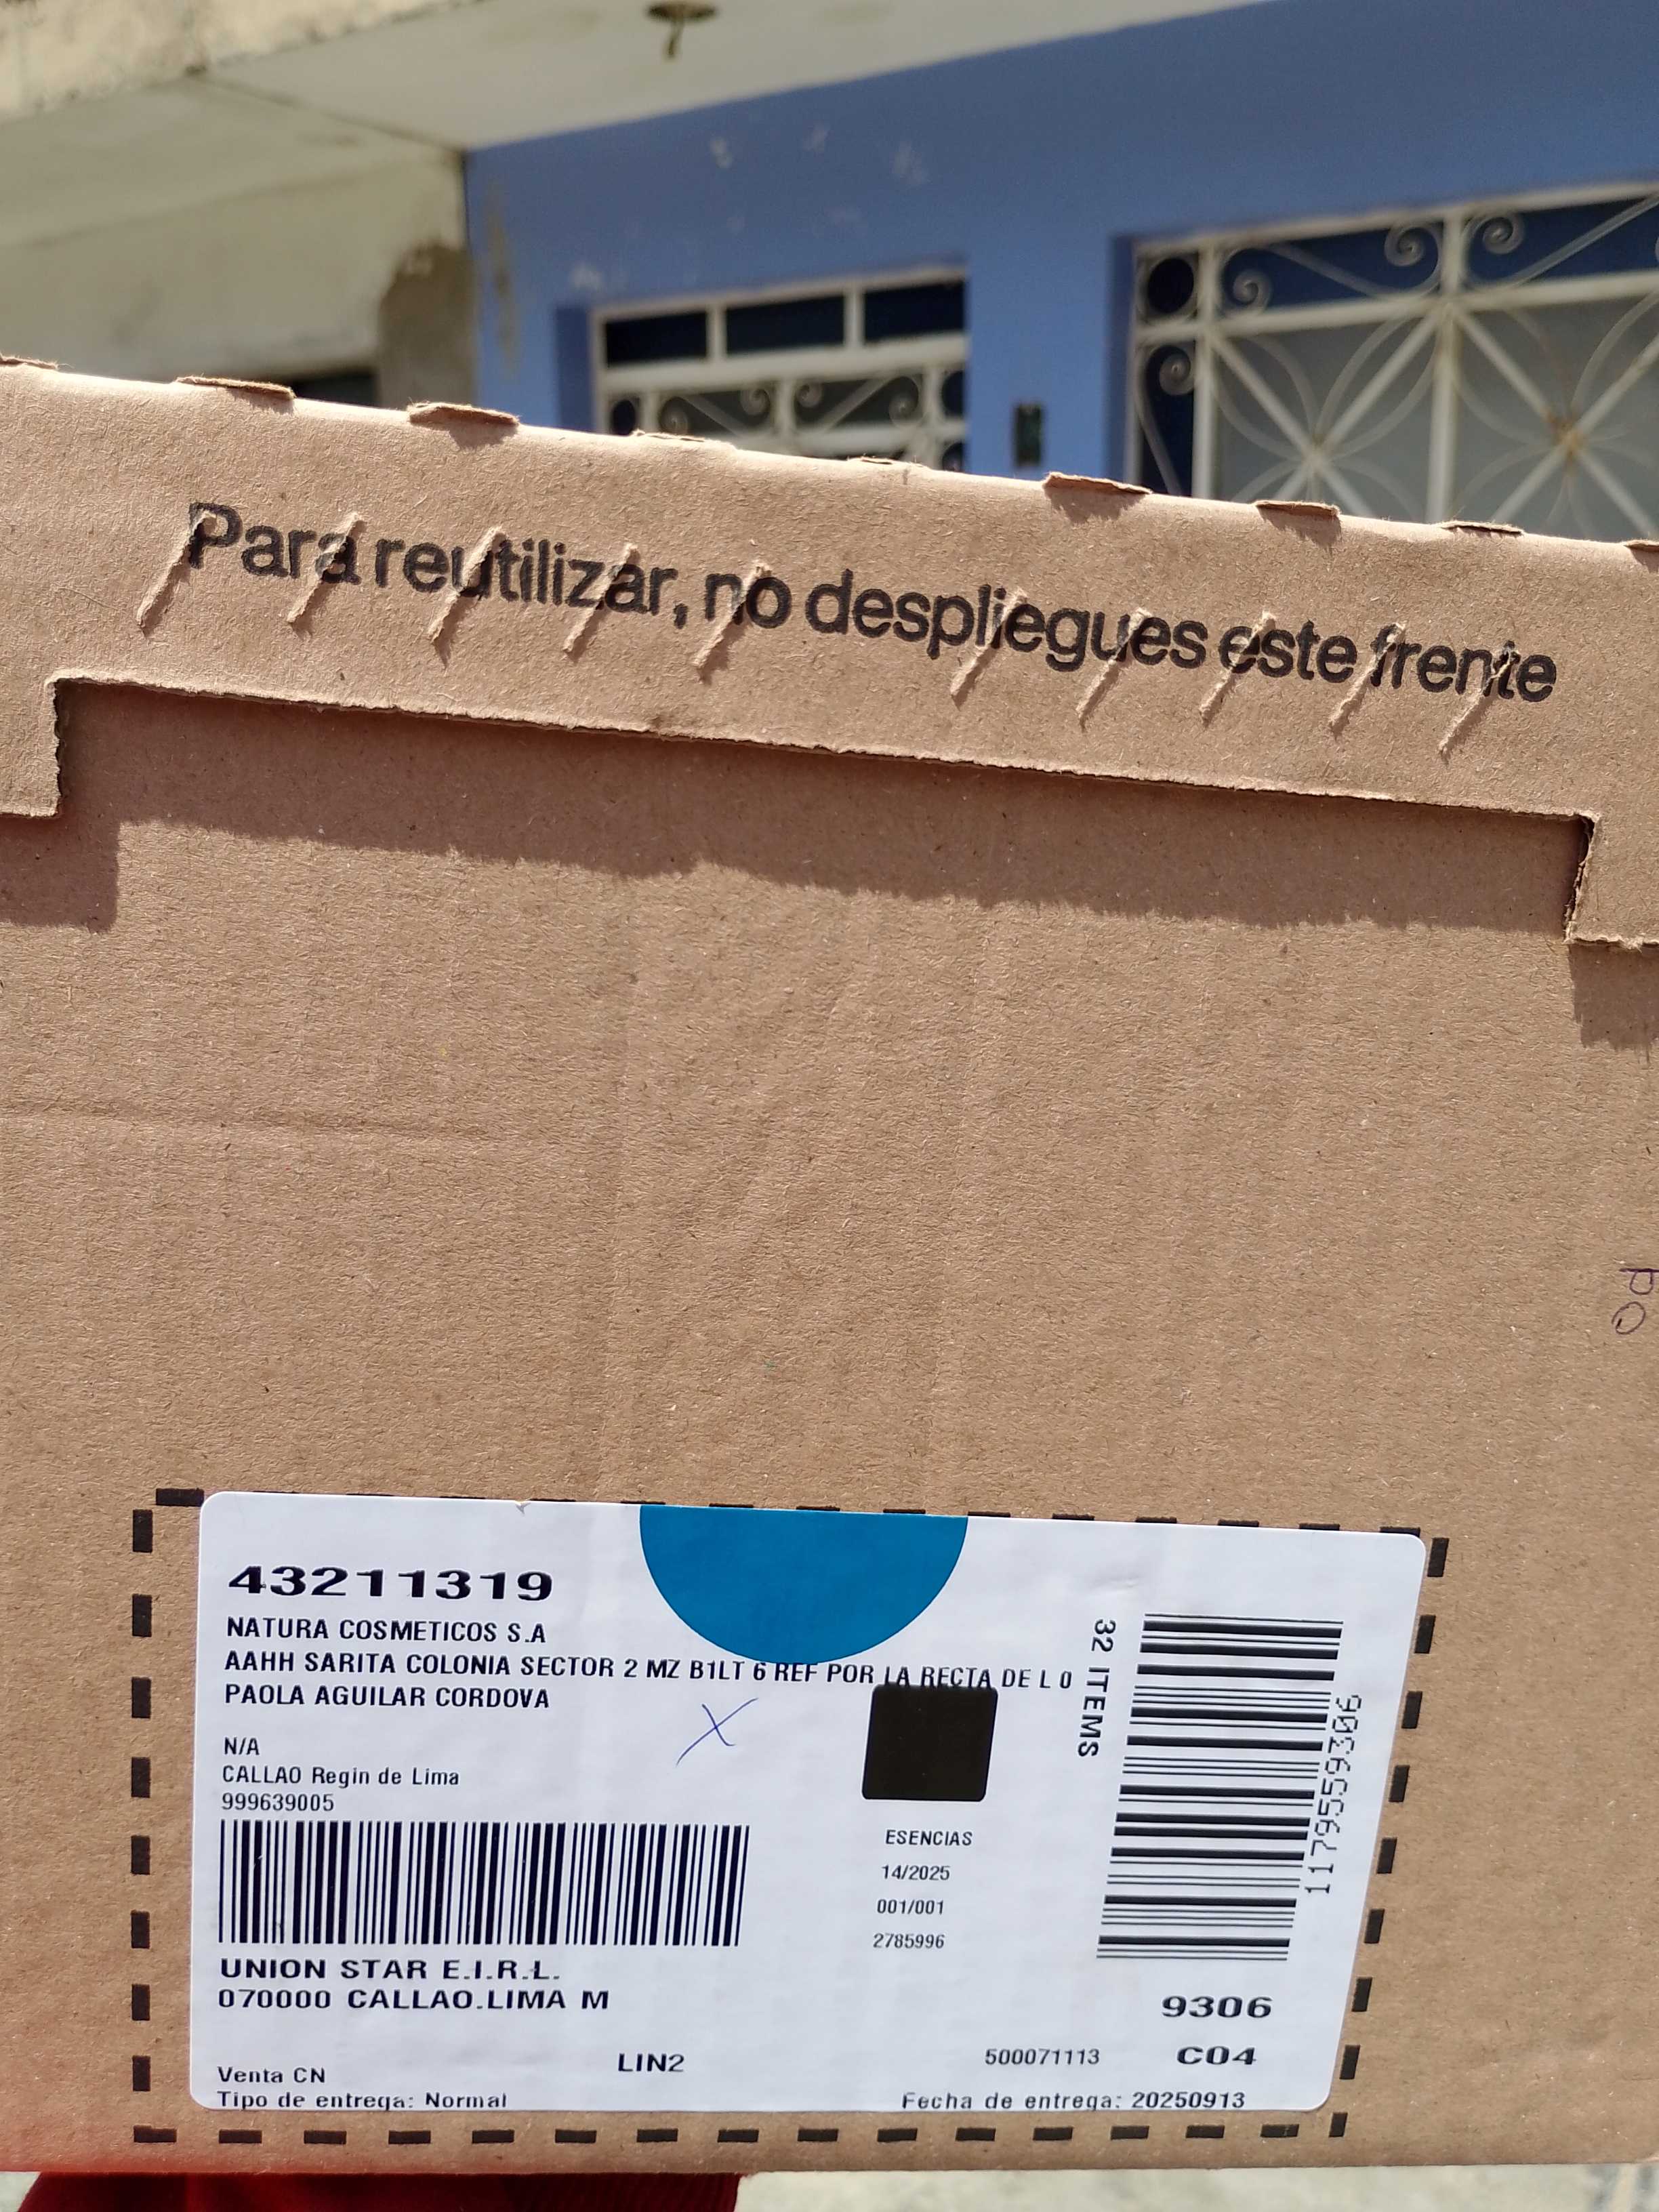 Para reutilizar, no despliegues este frente
43211319
NATURA COSMETICOS S.A
AAHH SARITA COLONIA SECTOR 2 MZ B1LT 6 REF POR LA RECTA DE L 0
PAOLA AGUILAR CORDOVA
N/A
CALLAO Regin de Lima
999639005
UNION STAR E.I.R.L.
070000 CALLAO.LIMA M
ESENCIAS
14/2025
001/001
2785996
32 ITEMS
11795593 06
9306
LIN2
500071113
C04
Venta CN
Tipo de entrega: Normal
Fecha de entrega: 20250913